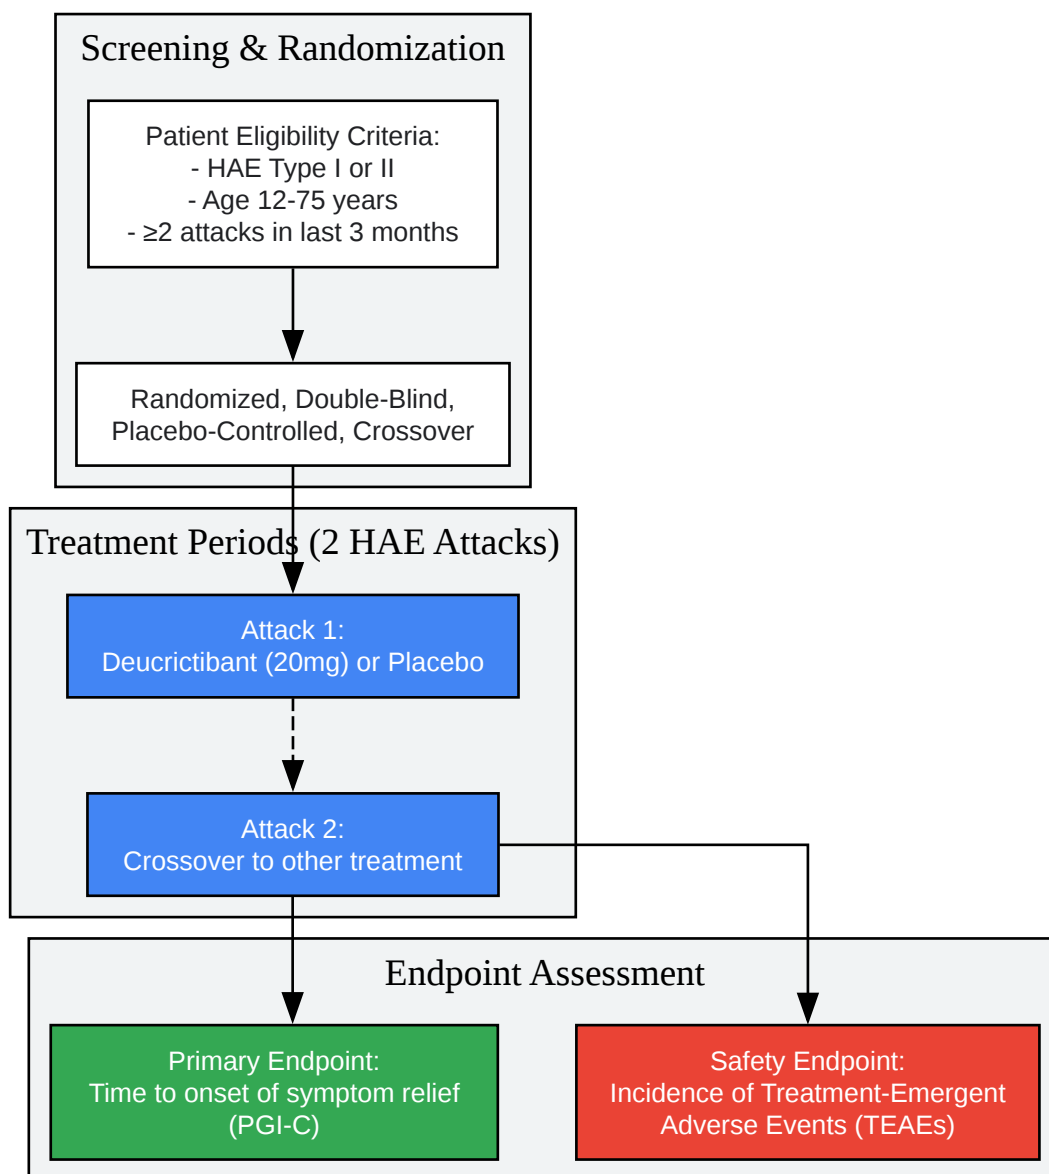 Screening & Randomization
Patient Eligibility Criteria:
- HAE Type I or II
- Age 12-75 years
- ≥2 attacks in last 3 months
Randomized, Double-Blind,
Placebo-Controlled, Crossover
Treatment Periods (2 HAE Attacks)
Attack 1:
Deucrictibant (20mg) or Placebo
Attack 2:
Crossover to other treatment
Endpoint Assessment
Primary Endpoint:
Time to onset of symptom relief
(PGI-C)
Safety Endpoint:
Incidence of Treatment-Emergent
Adverse Events (TEAEs)